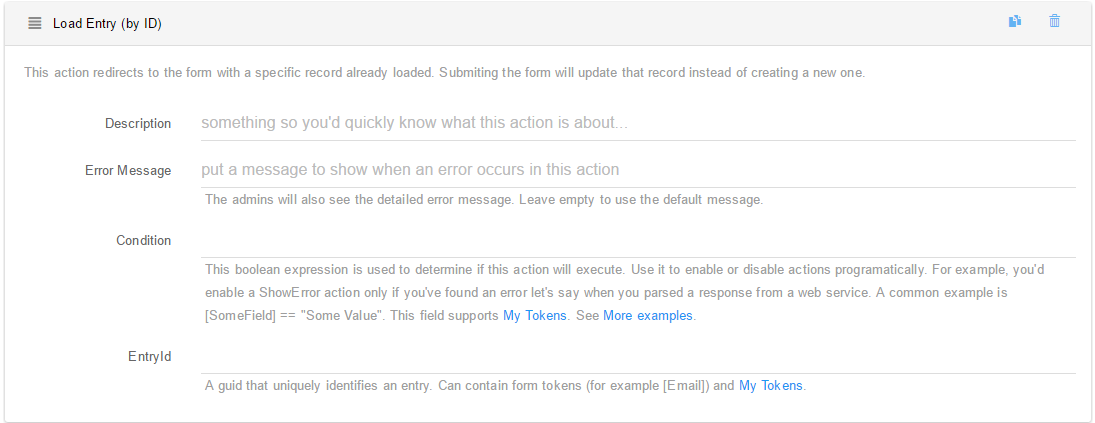 Load Entry (by ID)
This action redirects to the form with a specific record already loaded. Submiting the form will update that record instead of creating a new one.
Description
something so you'd quickly know what this action is about...
Error Message
put a message to show when an error occurs in this action
The admins will also see the detailed error message. Leave empty to use the default message.
Condition
This boolean expression is used to determine if this action will execute. Use it to enable or disable actions programatically. For example, you'd
enable a ShowError action only if you've found an error let's say when you parsed a response from a web service. A common example is
[SomeField] == "Some Value". This field supports My Tokens. See More examples.
EntryId
A guid that uniquely identifies an entry. Can contain form tokens (for example [Email]) and My Tokens.